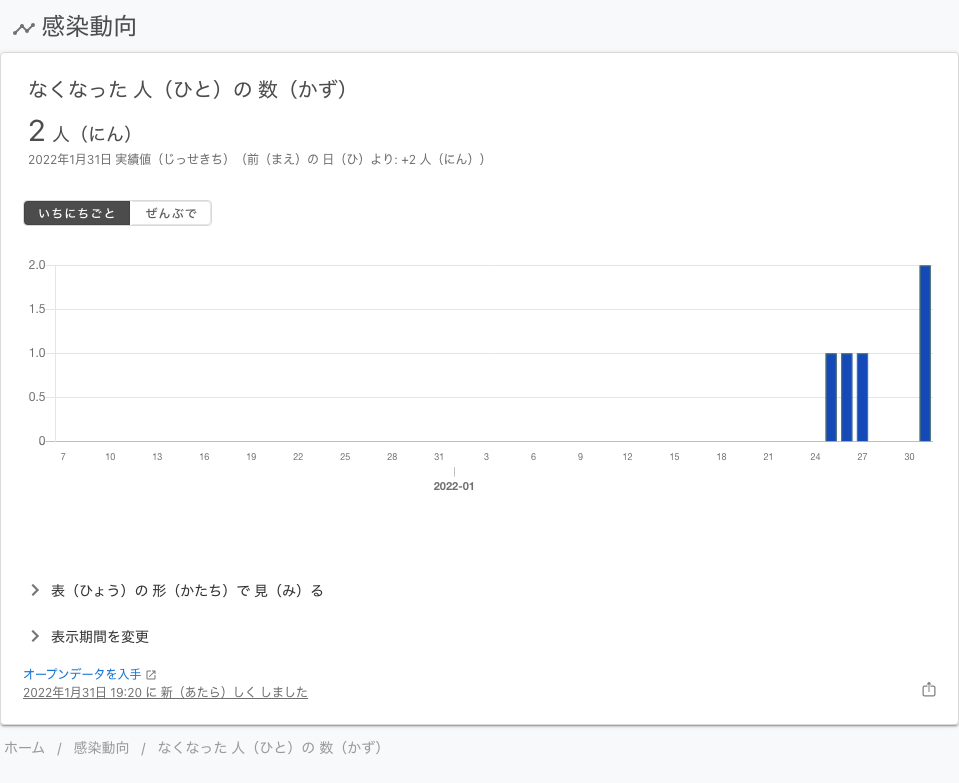 感染動向
なくなった 人（ひと）の 数（かず）
2 人（にん）
2022年1月31日 実績値（じっせきち）（前（まえ）の 日（ひ）より: +2 人（にん））
いちにちごと ぜんぶで
2.0
1.5
1.0
0.5
0
7 10 13 16 19 22 25 28 31 3 6 9 12 15 18 21 24 27 30
2022-01
表（ひょう）の 形（かたち）で 見（み）る
表示期間を変更
オープンデータを入手
2022年1月31日 19:20 に 新（あたら）しく しました
ホーム / 感染動向 / なくなった 人（ひと）の 数（かず）